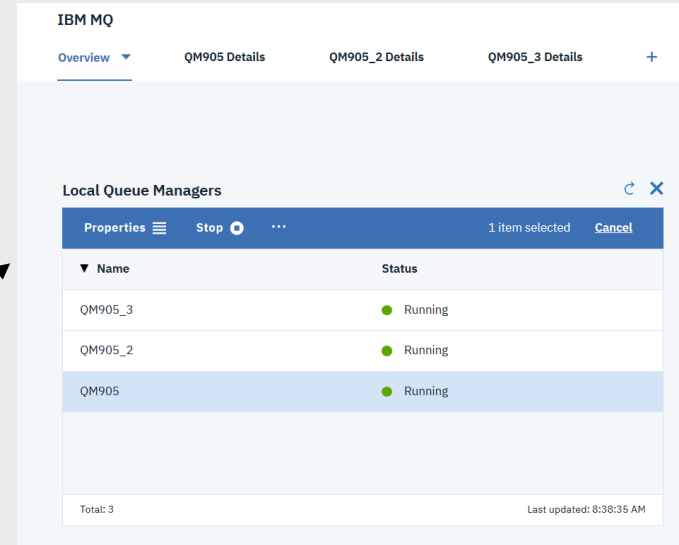 IBM MQ
Overview QM905 Details QM905_2 Details QM905_3 Details +
Local Queue Managers
Properties Stop ... 1 item selected Cancel
▼ Name Status
QM905_3 Running
QM905_2 Running
QM905 Running
Total: 3 Last updated: 8:38:35 AM